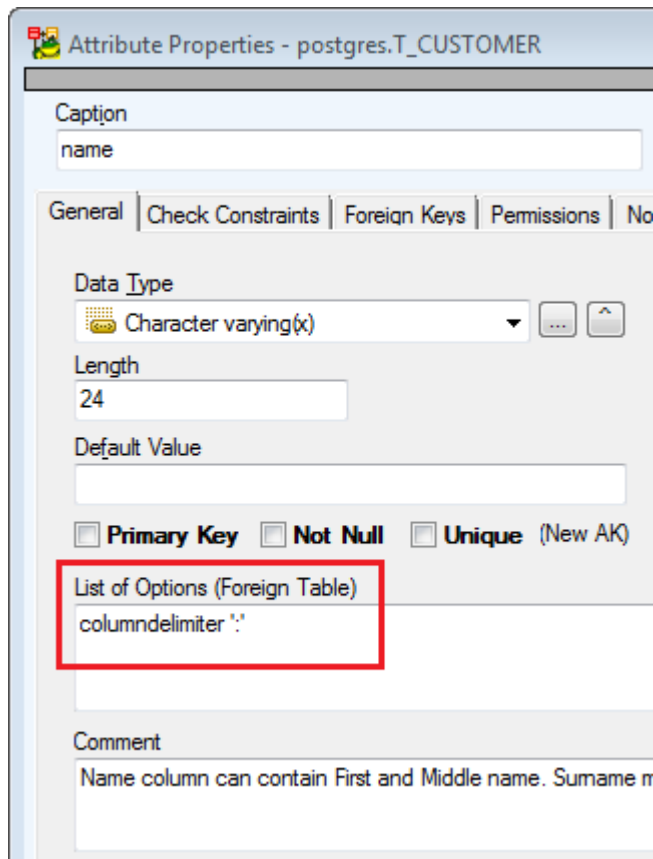 Attribute Properties - postgres.T_CUSTOMER
Caption
name
General Check Constraints Foreign Keys Permissions No
Data Type
Character varying(x) ... ^
Length
24
Default Value
Primary Key Not Null Unique (New AK)
List of Options (Foreign Table)
columndelimiter ':'
Comment
Name column can contain First and Middle name. Surname m